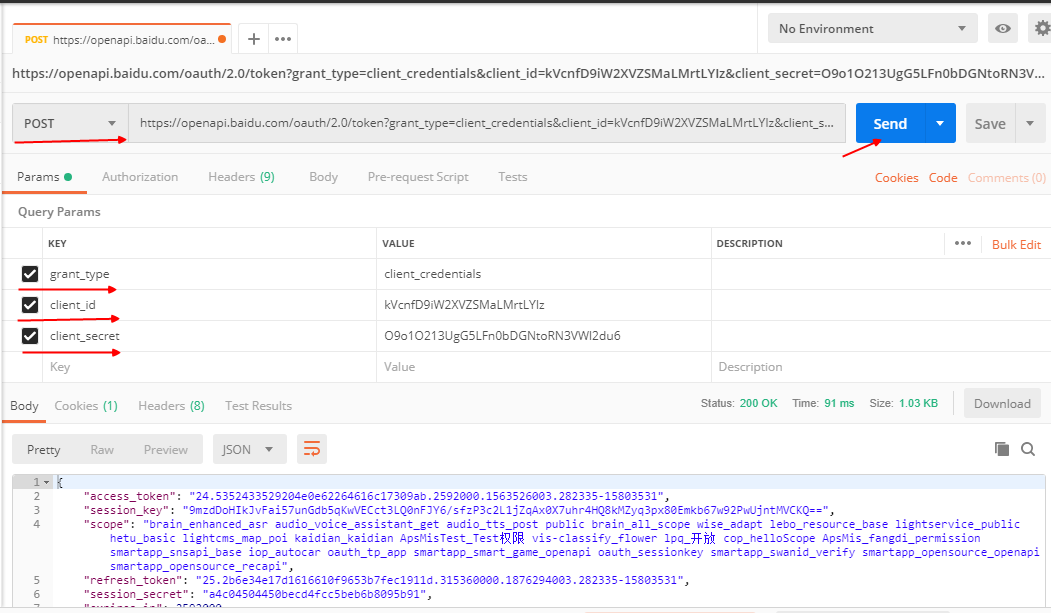 POST https://openapi.baidu.com/oa...
No Environment
https://openapi.baidu.com/oauth/2.0/token?grant_type=client_credentials&client_id=kVcnfD9iW2XVZSMaLMrtLYIz&client_secret=O9o1O213UgG5LFn0bDGNtoRN3V...
POST https://openapi.baidu.com/oauth/2.0/token?grant_type=client_credentials&client_id=kVcnfD9iW2XVZSMaLMrtLYIz&client_s... Send Save
Params Authorization Headers (9) Body Pre-request Script Tests Cookies Code Comments (0)
Query Params
KEY VALUE DESCRIPTION ••• Bulk Edit
grant_type client_credentials
client_id kVcnfD9iW2XVZSMaLMrtLYIz
client_secret O9o1O213UgG5LFn0bDGNtoRN3VWI2du6
Key Value Description
Body Cookies (1) Headers (8) Test Results Status: 200 OK Time: 91 ms Size: 1.03 KB Download
Pretty Raw Preview JSON
1 {
2 "access_token": "24.5352433529204e0e62264616c17309ab.2592000.1563526003.282335-15803531",
3 "session_key": "9mzdDoHIkJvFai57unGdb5qKwVECct3LQ0nFJY6/sfzP3c2L1jZqAx0X7uhr4HQ8kMZyq3px80Emkb67w92PwUjntMVCKQ==",
4 "scope": "brain_enhanced_asr audio_voice_assistant_get audio_tts_post public brain_all_scope wise_adapt lebo_resource_base lightservice_public
hetu_basic lightcms_map_poi kaidian_kaidian ApsMisTest_Test权限 vis-classify_flower lpq_开放 cop_helloScope ApsMis_fangdi_permission
smartapp_snsapi_base iop_autocar oauth_tp_app smartapp_smart_game_openapi oauth_sessionkey smartapp_swanid_verify smartapp_opensource_openapi
smartapp_opensource_recapi",
5 "refresh_token": "25.2b6e34e17d1616610f9653b7fec1911d.315360000.1876294003.282335-15803531",
6 "session_secret": "a4c04504450becd4fcc5beb6b8095b91",
7 "expires_in": 2592000